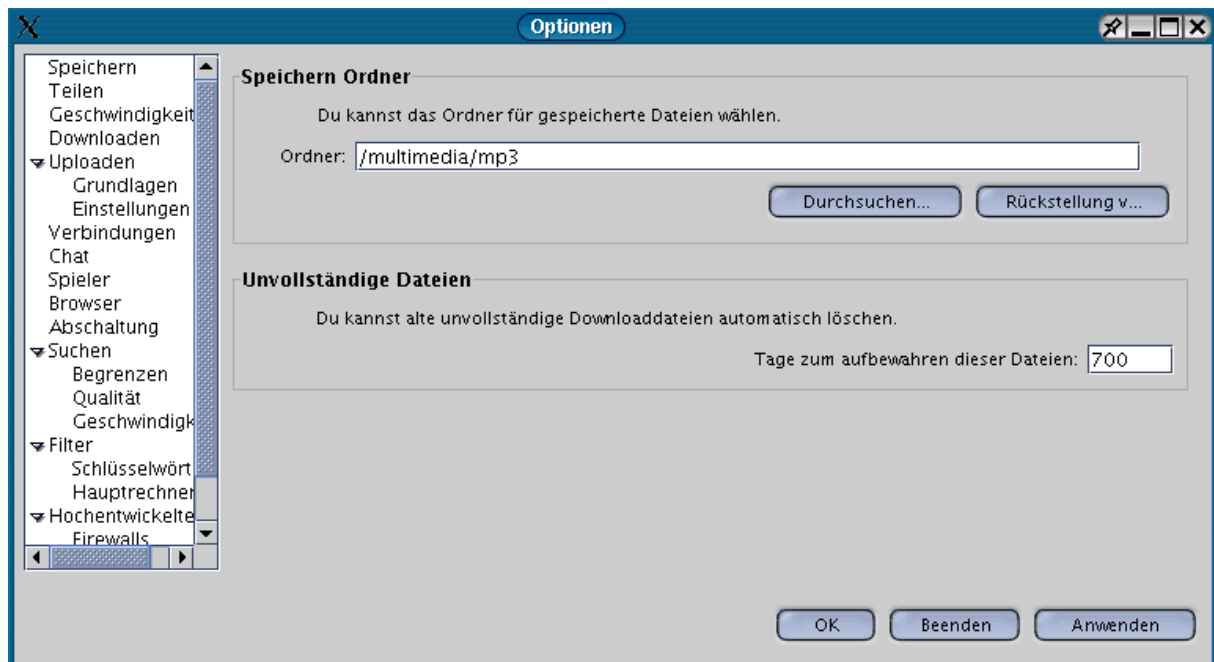 Optionen
Speichern
Teilen
Geschwindigkeit
Downloaden
Uploaden
Grundlagen
Einstellungen
Verbindungen
Chat
Spieler
Browser
Abschaltung
Suchen
Begrenzen
Qualität
Geschwindigk
Filter
Schlüsselwört
Hauptrechner
Hochentwickelte
Firewalls
Speichern Ordner
Du kannst das Ordner für gespeicherte Dateien wählen.
Ordner: /multimedia/mp3
Durchsuchen... Rückstellung v...
Unvollständige Dateien
Du kannst alte unvollständige Downloaddateien automatisch löschen.
Tage zum aufbewahren dieser Dateien: 700
OK Beenden Anwenden